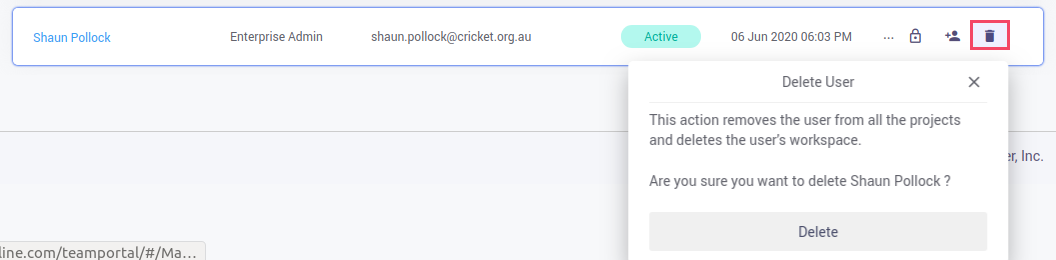 Shaun Pollock Enterprise Admin shaun.pollock@cricket.org.au Active 06 Jun 2020 06:03 PM ...
Delete User
This action removes the user from all the projects
and deletes the user's workspace.
er, Inc.
Are you sure you want to delete Shaun Pollock ?
Delete
line.com/teamportal/#/Ma...